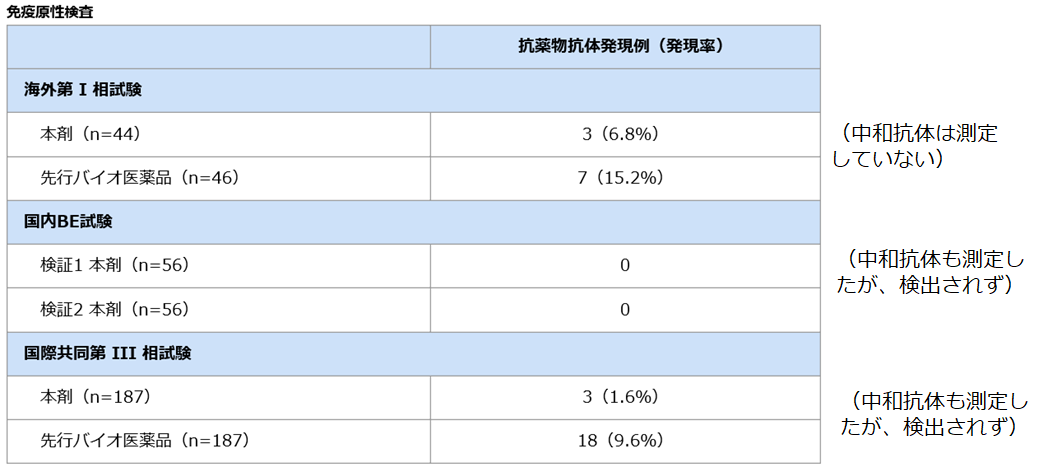 免疫原性検査
抗薬物抗体発現例（発現率）
海外第 I 相試験
本剤（n=44） 3（6.8%）
先行バイオ医薬品（n=46） 7（15.2%）
（中和抗体は測定
していない）
国内BE試験
検証1 本剤（n=56） 0
検証2 本剤（n=56） 0
（中和抗体も測定し
たが、検出されず）
国際共同第 III 相試験
本剤（n=187） 3（1.6%）
先行バイオ医薬品（n=187） 18（9.6%）
（中和抗体も測定し
たが、検出されず）